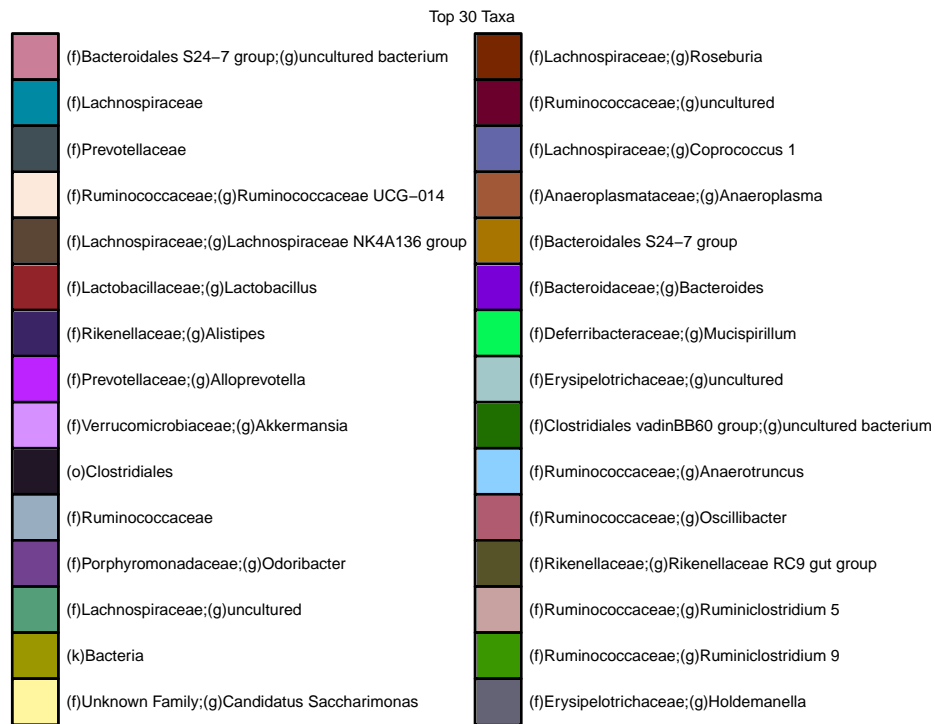 Top 30 Taxa
(f)Bacteroidales S24−7 group;(g)uncultured bacterium
(f)Lachnospiraceae
(f)Prevotellaceae
(f)Ruminococcaceae;(g)Ruminococcaceae UCG−014
(f)Lachnospiraceae;(g)Lachnospiraceae NK4A136 group
(f)Lactobacillaceae;(g)Lactobacillus
(f)Rikenellaceae;(g)Alistipes
(f)Prevotellaceae;(g)Alloprevotella
(f)Verrucomicrobiaceae;(g)Akkermansia
(o)Clostridiales
(f)Ruminococcaceae
(f)Porphyromonadaceae;(g)Odoribacter
(f)Lachnospiraceae;(g)uncultured
(k)Bacteria
(f)Unknown Family;(g)Candidatus Saccharimonas
(f)Lachnospiraceae;(g)Roseburia
(f)Ruminococcaceae;(g)uncultured
(f)Lachnospiraceae;(g)Coprococcus 1
(f)Anaeroplasmataceae;(g)Anaeroplasma
(f)Bacteroidales S24−7 group
(f)Bacteroidaceae;(g)Bacteroides
(f)Deferribacteraceae;(g)Mucispirillum
(f)Erysipelotrichaceae;(g)uncultured
(f)Clostridiales vadinBB60 group;(g)uncultured bacterium
(f)Ruminococcaceae;(g)Anaerotruncus
(f)Ruminococcaceae;(g)Oscillibacter
(f)Rikenellaceae;(g)Rikenellaceae RC9 gut group
(f)Ruminococcaceae;(g)Ruminiclostridium 5
(f)Ruminococcaceae;(g)Ruminiclostridium 9
(f)Erysipelotrichaceae;(g)Holdemanella